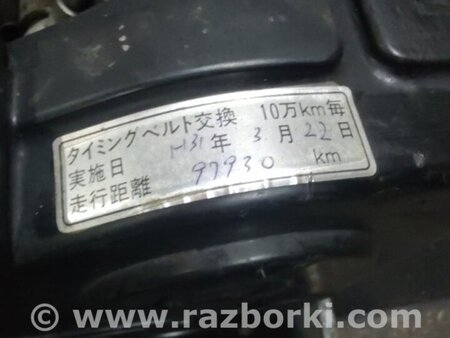 タイミングベルト交換 10万km毎
実施日 H31年 3月 22日
走行距離 97930 km
© www.razborki.com